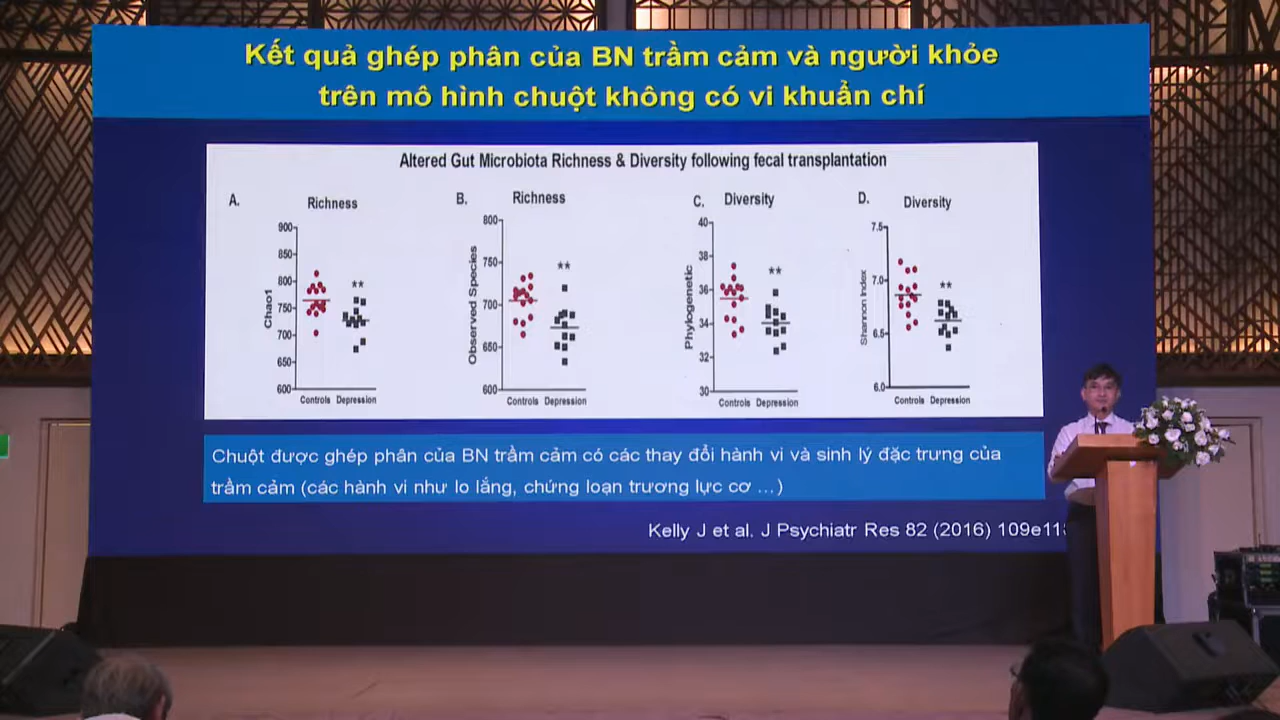 Kết quả ghép phân của BN trầm cảm và người khỏe
trên mô hình chuột không có vi khuẩn chí
Altered Gut Microbiota Richness & Diversity following fecal transplantation
A.
Richness
Chao1
900
850
800
750
700
650
600
**
Controls Depression
B.
Richness
Observed Species
800
750
700
650
600
**
Controls Depression
C.
Diversity
Phylogenetic
40
38
36
34
32
30
**
Controls Depression
D.
Diversity
Shannon Index
7.5
7.0
6.5
6.0
**
Controls Depression
Chuột được ghép phân của BN trầm cảm có các thay đổi hành vi và sinh lý đặc trưng của
trầm cảm (các hành vi như lo lắng, chứng loạn trương lực cơ ...)
Kelly J et al. J Psychiatr Res 82 (2016)